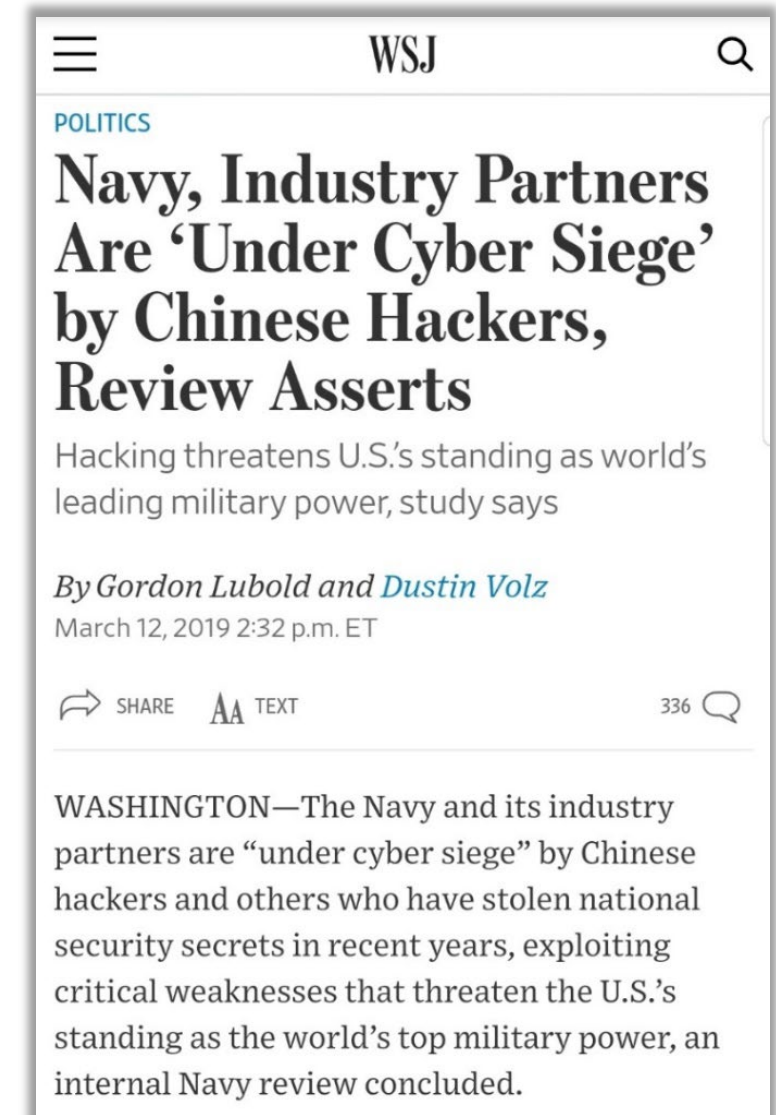 WSJ
POLITICS
Navy, Industry Partners
Are ‘Under Cyber Siege’
by Chinese Hackers,
Review Asserts
Hacking threatens U.S.’s standing as world’s
leading military power, study says
By Gordon Lubold and Dustin Volz
March 12, 2019 2:32 p.m. ET
SHARE AA TEXT 336
WASHINGTON—The Navy and its industry
partners are “under cyber siege” by Chinese
hackers and others who have stolen national
security secrets in recent years, exploiting
critical weaknesses that threaten the U.S.’s
standing as the world’s top military power, an
internal Navy review concluded.